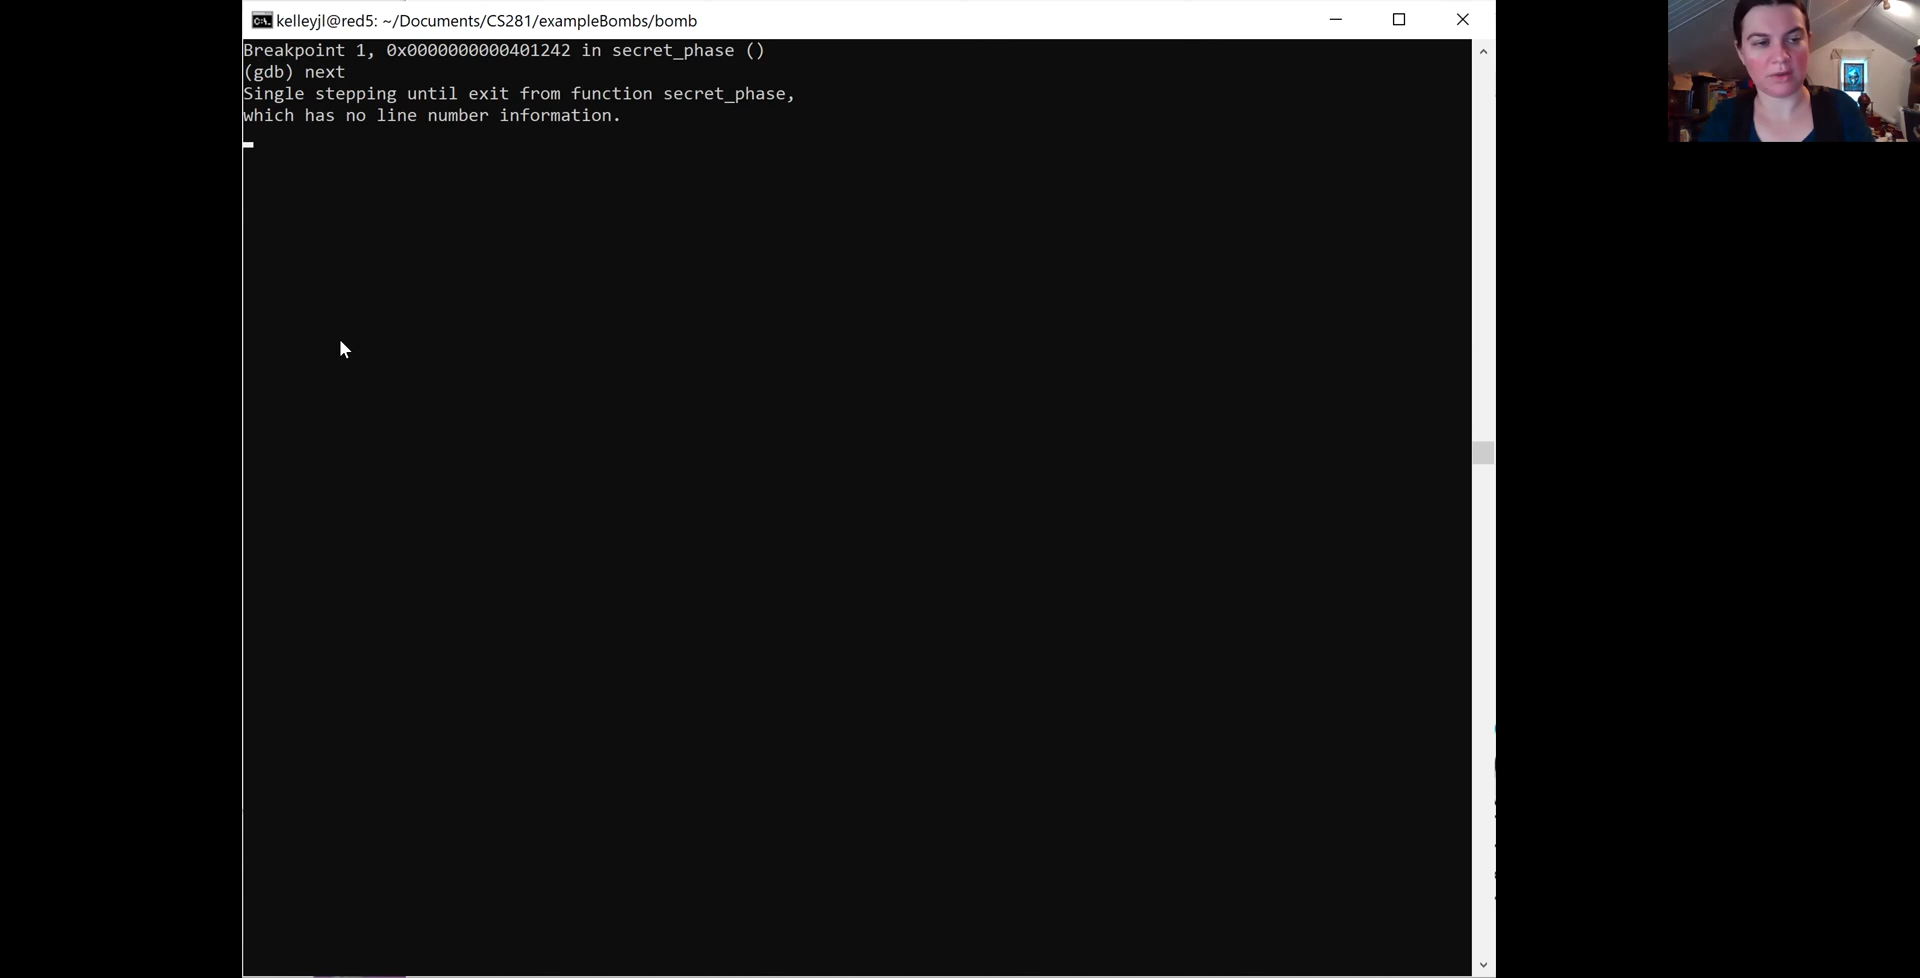 kelleyjl@red5: ~/Documents/CS281/exampleBombs/bomb
Breakpoint 1, 0x0000000000401242 in secret_phase ()
(gdb) next
Single stepping until exit from function secret_phase,
which has no line number information.